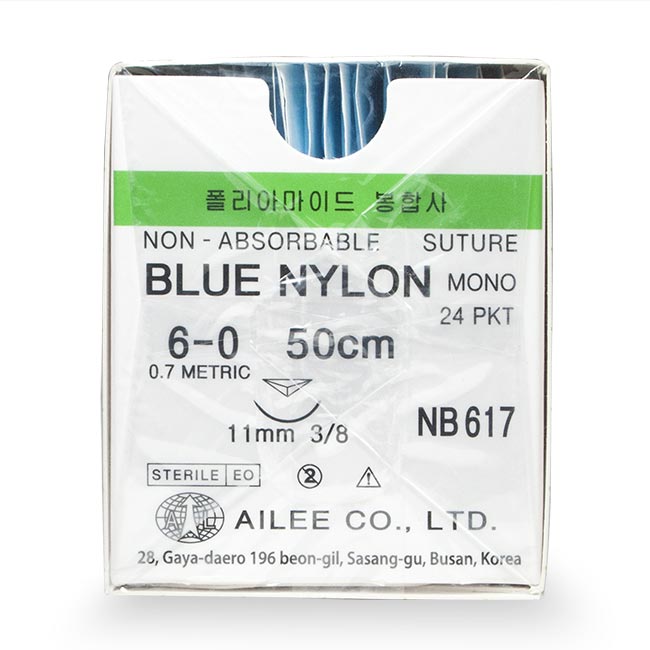 폴리아마이드 봉합사
NON - ABSORBABLE SUTURE
BLUE NYLON MONO
24 PKT
6-0 50cm
0.7 METRIC
11mm 3/8
NB617
STERILE EO
2
AILEE CO., LTD.
28, Gaya-daero 196 beon-gil, Sasang-gu, Busan, Korea